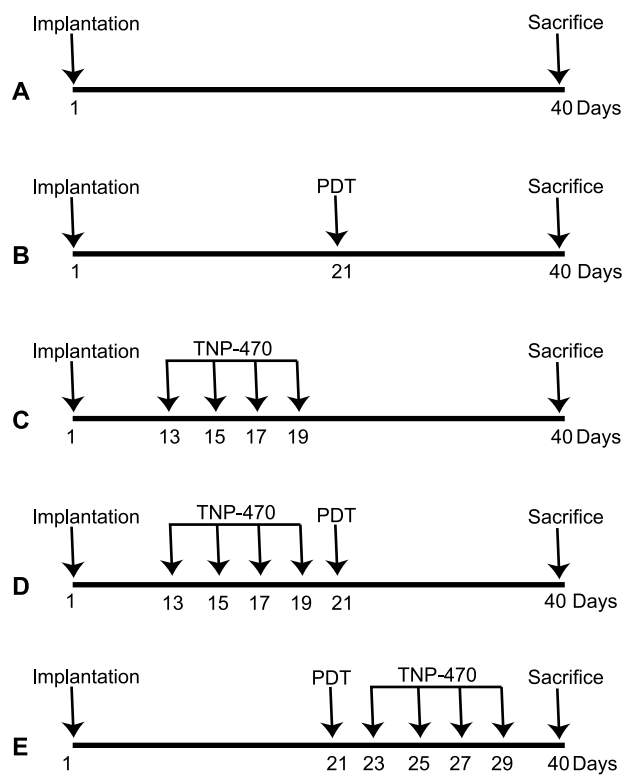 Implantation Sacrifice
A
1 40 Days
Implantation PDT Sacrifice
B
1 21 40 Days
Implantation TNP-470 Sacrifice
C
1 13 15 17 19 40 Days
Implantation TNP-470 PDT Sacrifice
D
1 13 15 17 19 21 40 Days
Implantation PDT TNP-470 Sacrifice
E
1 21 23 25 27 29 40 Days